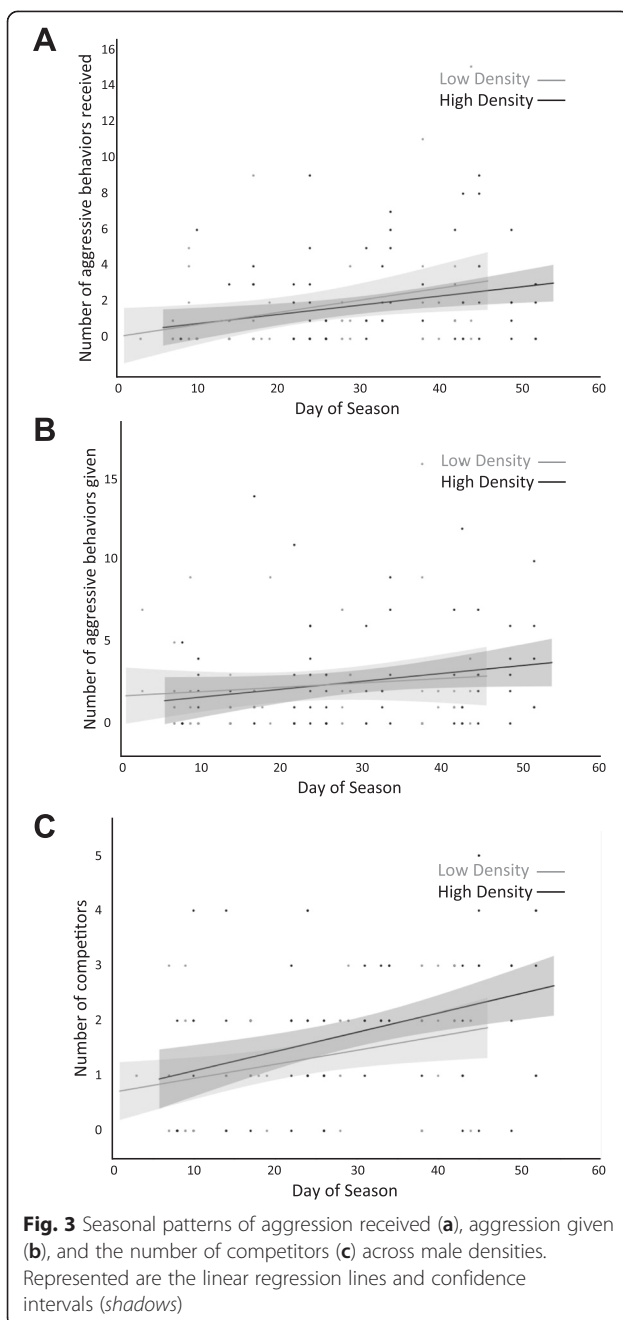 A
Number of aggressive behaviors received
16
14
12
10
8
6
4
2
0
Low Density
High Density
0 10 20 30 40 50 60
Day of Season
B
Number of aggressive behaviors given
15
10
5
0
Low Density
High Density
0 10 20 30 40 50 60
Day of Season
C
Number of competitors
5
4
3
2
1
0
Low Density
High Density
0 10 20 30 40 50 60
Day of Season
Fig. 3 Seasonal patterns of aggression received (a), aggression given
(b), and the number of competitors (c) across male densities.
Represented are the linear regression lines and confidence
intervals (shadows)